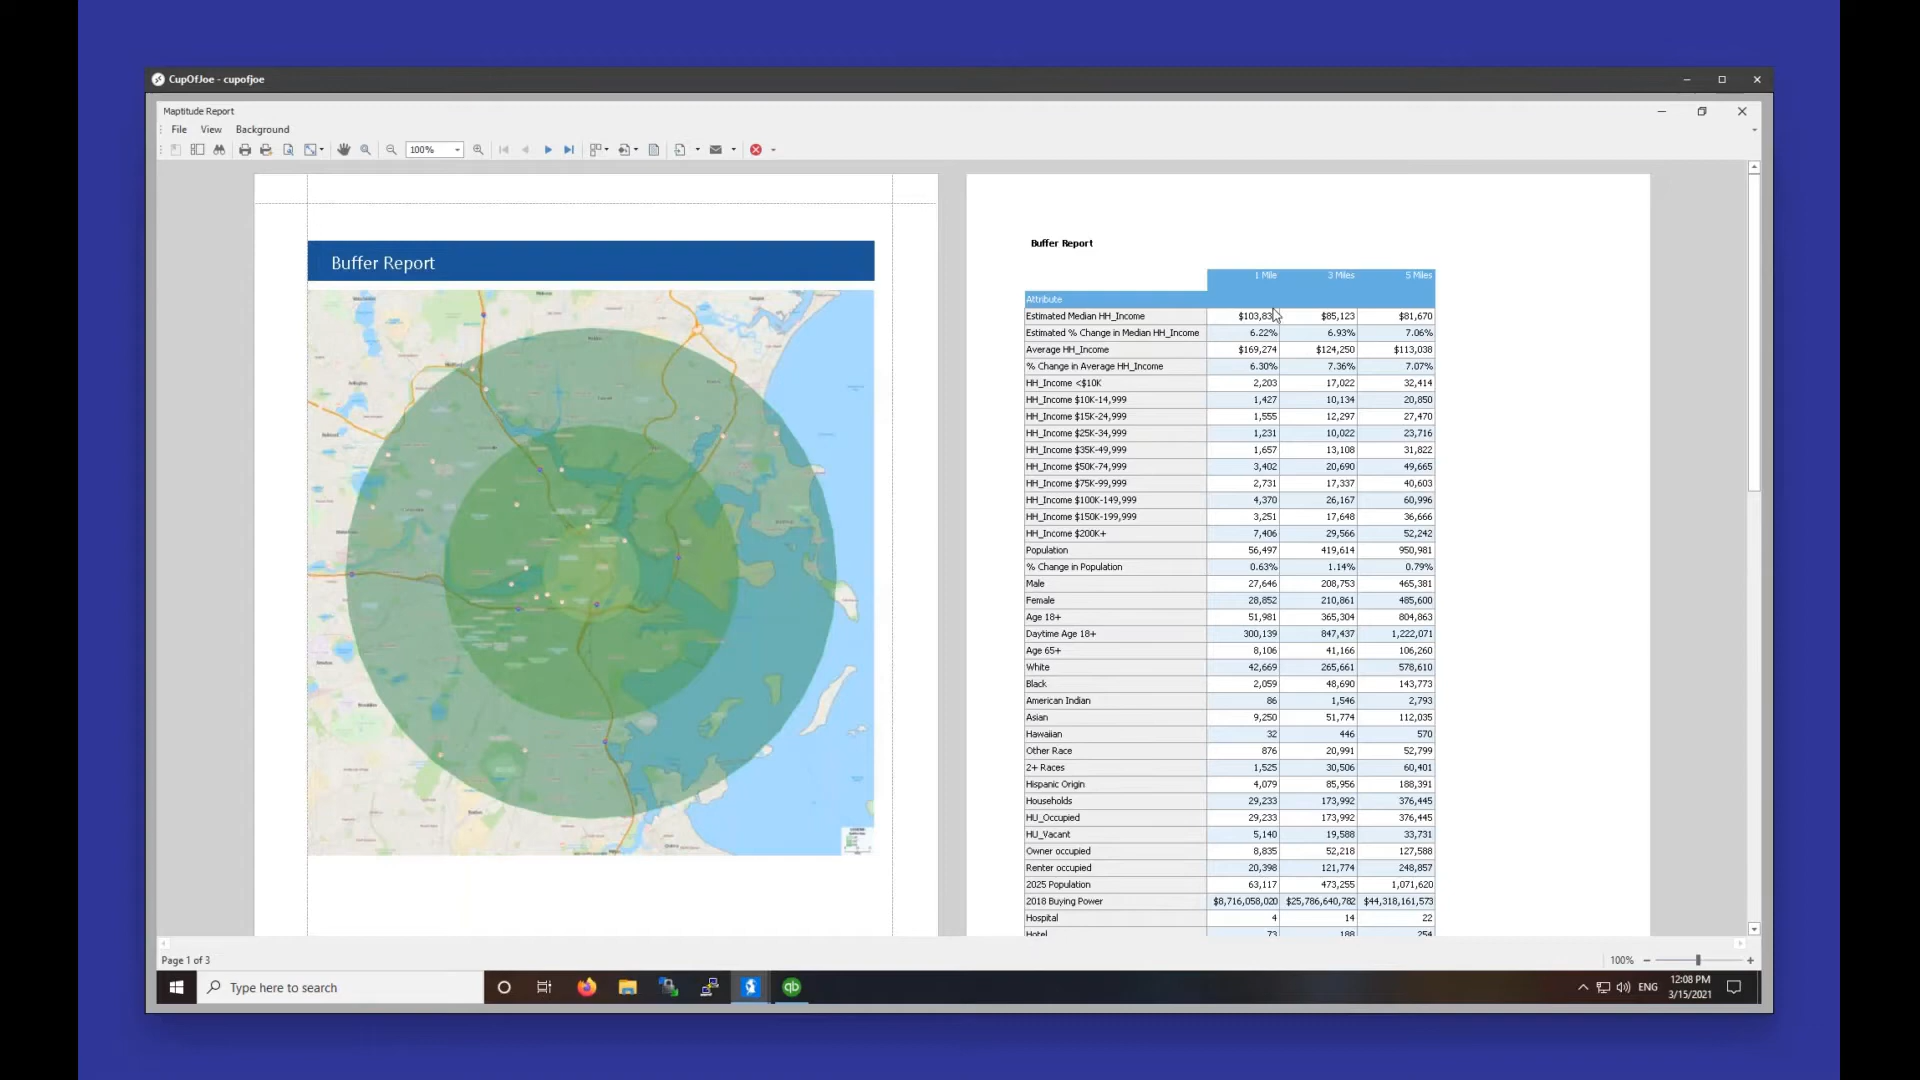 CupOfJoe - cupofjoe
Maptitude Report
File View Background
100%
Buffer Report
Buffer Report
1 Mile 3 Miles 5 Miles
Attribute
Estimated Median HH_Income $103,83 $85,123 $81,670
Estimated % Change in Median HH_Income 6.22% 6.93% 7.06%
Average HH_Income $169,274 $124,250 $113,038
% Change in Average HH_Income 6.30% 7.36% 7.07%
HH_Income <$10K 2,203 17,022 32,414
HH_Income $10K-14,999 1,427 10,134 20,850
HH_Income $15K-24,999 1,555 12,297 27,470
HH_Income $25K-34,999 1,231 10,022 23,716
HH_Income $35K-49,999 1,657 13,108 31,822
HH_Income $50K-74,999 3,402 20,690 49,665
HH_Income $75K-99,999 2,731 17,337 40,603
HH_Income $100K-149,999 4,370 26,167 60,996
HH_Income $150K-199,999 3,251 17,648 36,666
HH_Income $200K+ 7,406 29,566 52,242
Population 56,497 419,614 950,981
% Change in Population 0.63% 1.14% 0.79%
Male 27,646 208,753 465,381
Female 28,852 210,861 485,600
Age 18+ 51,981 365,304 804,863
Daytime Age 18+ 300,139 847,437 1,222,071
Age 65+ 8,106 41,166 106,260
White 42,669 265,661 578,610
Black 2,059 48,690 143,773
American Indian 86 1,546 2,793
Asian 9,250 51,774 112,035
Hawaiian 32 446 570
Other Race 876 20,991 52,799
2+ Races 1,525 30,506 60,401
Hispanic Origin 4,079 85,956 188,391
Households 29,233 173,992 376,445
HU_Occupied 29,233 173,992 376,445
HU_Vacant 5,140 19,588 33,731
Owner occupied 8,835 52,218 127,588
Renter occupied 20,398 121,774 248,857
2025 Population 63,117 473,255 1,071,620
2018 Buying Power $8,716,058,020 $25,786,640,782 $44,318,161,573
Hospital 4 14 22
Hotel 73 188 254
Page 1 of 3
100%
Type here to search
qb
ENG
12:08 PM
3/15/2021